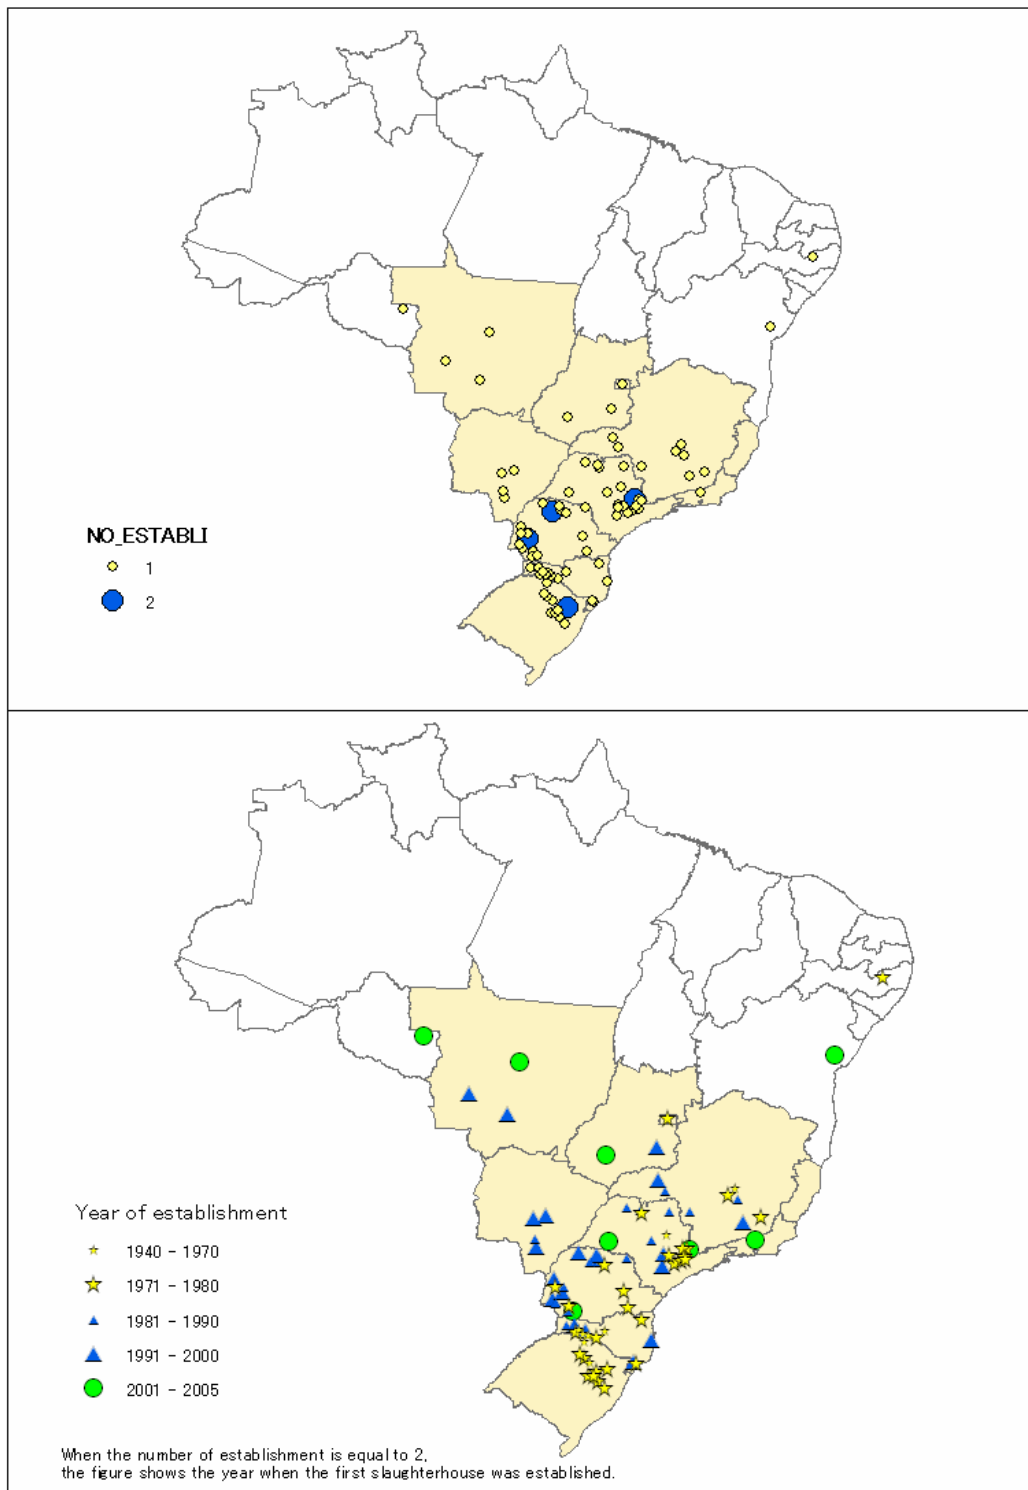 NO_ESTABLI
1
2
Year of establishment
1940 - 1970
1971 - 1980
1981 - 1990
1991 - 2000
2001 - 2005
When the number of establishment is equal to 2,
the figure shows the year when the first slaughterhouse was established.